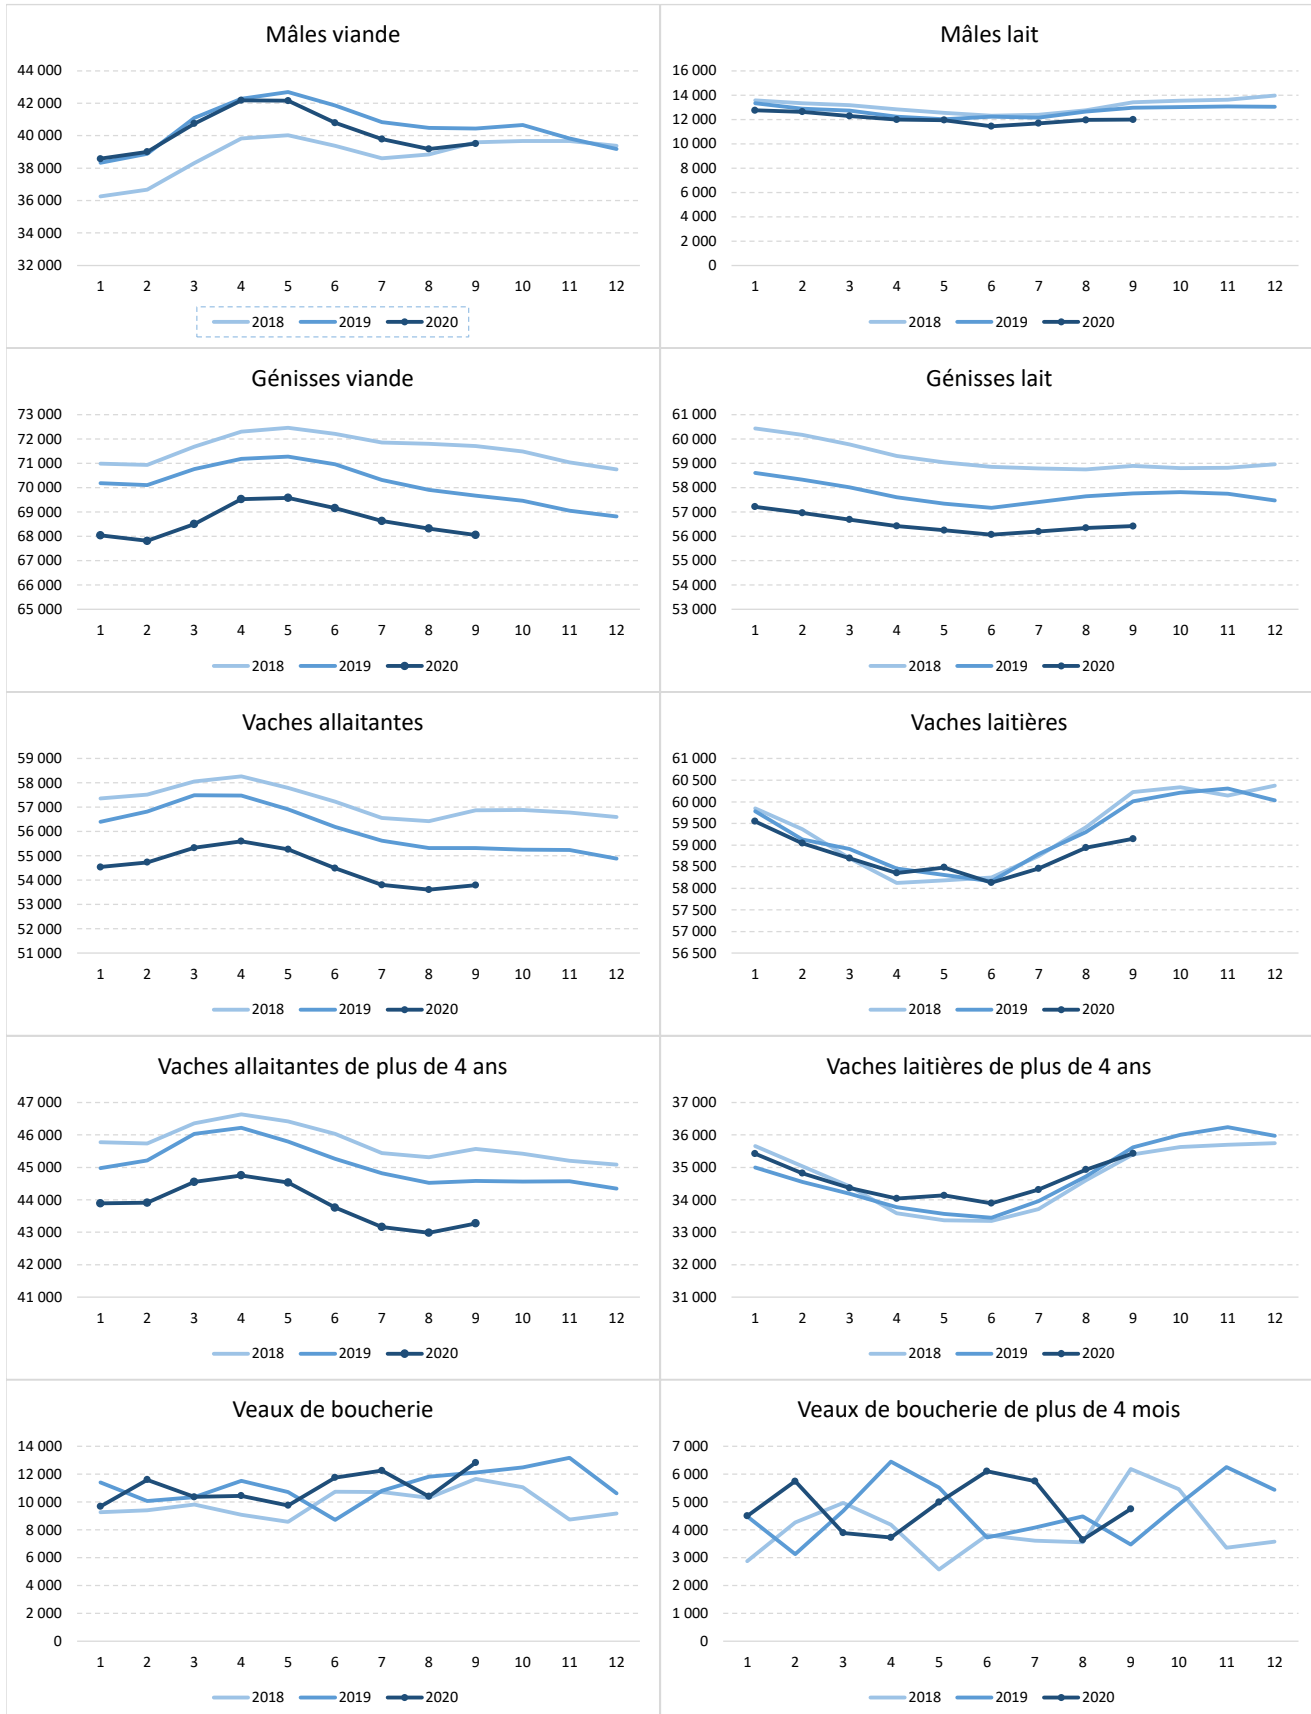 Mâles viande
44 000
42 000
40 000
38 000
36 000
34 000
32 000
1 2 3 4 5 6 7 8 9 10 11 12
2018 2019 2020
Mâles lait
16 000
14 000
12 000
10 000
8 000
6 000
4 000
2 000
0
1 2 3 4 5 6 7 8 9 10 11 12
2018 2019 2020
Génisses viande
73 000
72 000
71 000
70 000
69 000
68 000
67 000
66 000
65 000
1 2 3 4 5 6 7 8 9 10 11 12
2018 2019 2020
Génisses lait
61 000
60 000
59 000
58 000
57 000
56 000
55 000
54 000
53 000
1 2 3 4 5 6 7 8 9 10 11 12
2018 2019 2020
Vaches allaitantes
59 000
58 000
57 000
56 000
55 000
54 000
53 000
52 000
51 000
1 2 3 4 5 6 7 8 9 10 11 12
2018 2019 2020
Vaches laitières
61 000
60 500
60 000
59 500
59 000
58 500
58 000
57 500
57 000
56 500
1 2 3 4 5 6 7 8 9 10 11 12
2018 2019 2020
Vaches allaitantes de plus de 4 ans
47 000
46 000
45 000
44 000
43 000
42 000
41 000
1 2 3 4 5 6 7 8 9 10 11 12
2018 2019 2020
Vaches laitières de plus de 4 ans
37 000
36 000
35 000
34 000
33 000
32 000
31 000
1 2 3 4 5 6 7 8 9 10 11 12
2018 2019 2020
Veaux de boucherie
14 000
12 000
10 000
8 000
6 000
4 000
2 000
0
1 2 3 4 5 6 7 8 9 10 11 12
2018 2019 2020
Veaux de boucherie de plus de 4 mois
7 000
6 000
5 000
4 000
3 000
2 000
1 000
0
1 2 3 4 5 6 7 8 9 10 11 12
2018 2019 2020